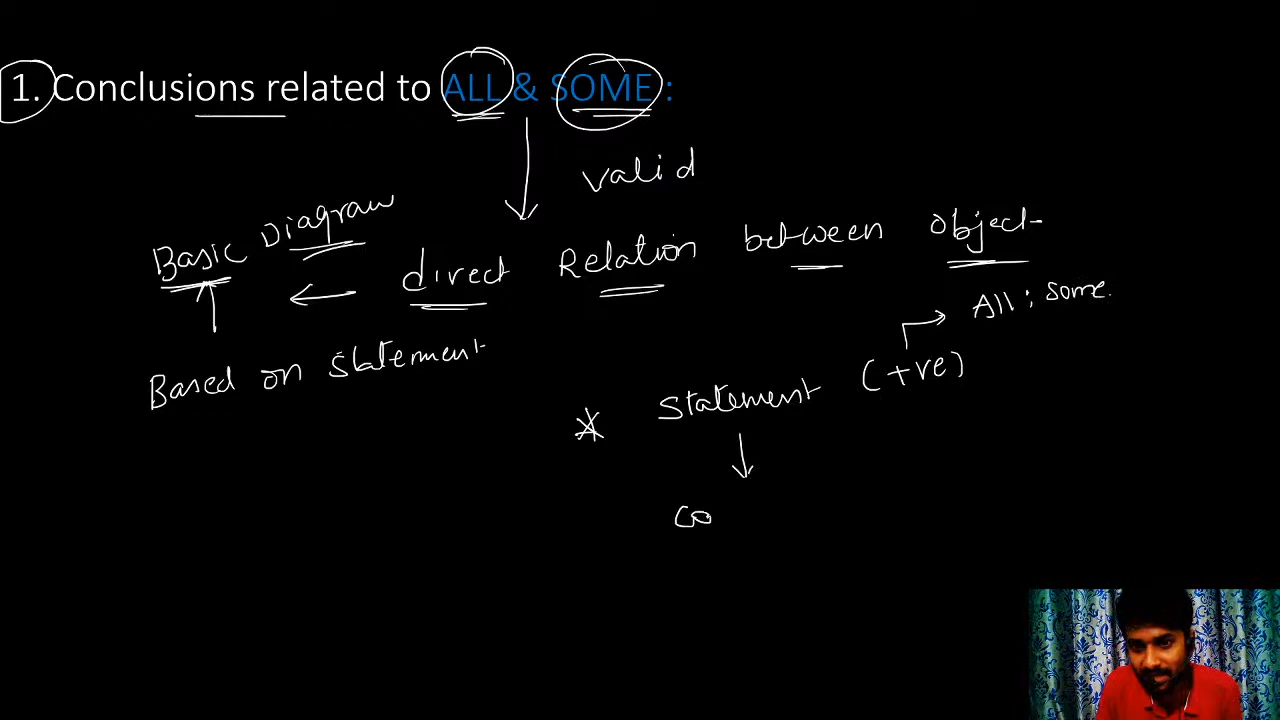 1. Conclusions related to ALL & SOME :
valid
Basic Diagram
direct Relation between object
All ; some.
Based on statement
* Statement (+ve)
co